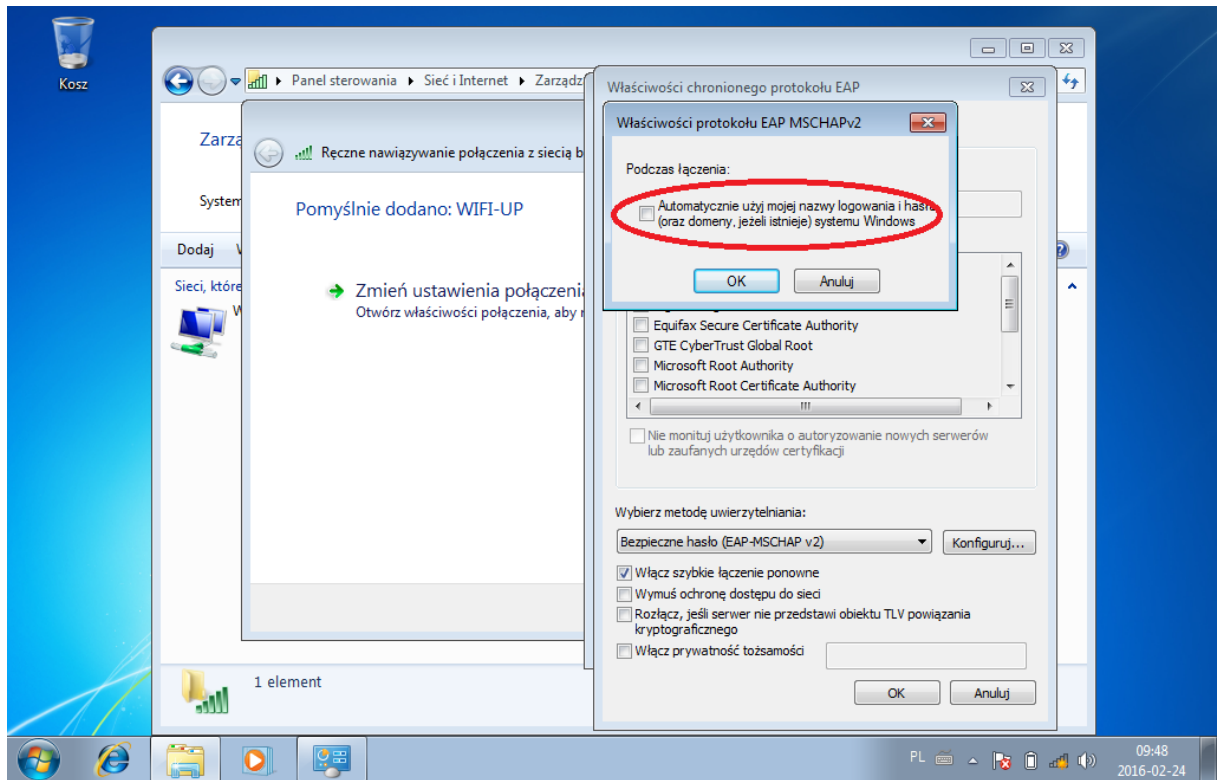 Kosz
Panel sterowania
Sieć i Internet
Właściwości chronionego protokołu EAP
Właściwości protokołu EAP MSCHAPv2
Podczas łączenia:
Automatycznie użyj mojej nazwy logowania i hasła
(oraz domeny, jeżeli istnieje) systemu Windows
OK
Anuluj
Ręczne nawiązywanie połączenia z siecią b
System
Pomyślnie dodano: WIFI-UP
Dodaj
Sieci, które
Zmień ustawienia połączenia
Otwórz właściwości połączenia, aby
Equifax Secure Certificate Authority
GTE CyberTrust Global Root
Microsoft Root Authority
Microsoft Root Certificate Authority
Nie monituj użytkownika o autoryzowanie nowych serwerów
lub zaufanych urzędów certyfikacji
Wybierz metodę uwierzytelniania:
Bezpieczne hasło (EAP-MSCHAP v2)
Konfiguruj...
Włącz szybkie łączenie ponowne
Wymuś ochronę dostępu do sieci
Rozłącz, jeśli serwer nie przedstawi obiektu TLV powiązania
kryptograficznego
Włącz prywatność tożsamości
OK
Anuluj
1 element
PL
09:48
2016-02-24